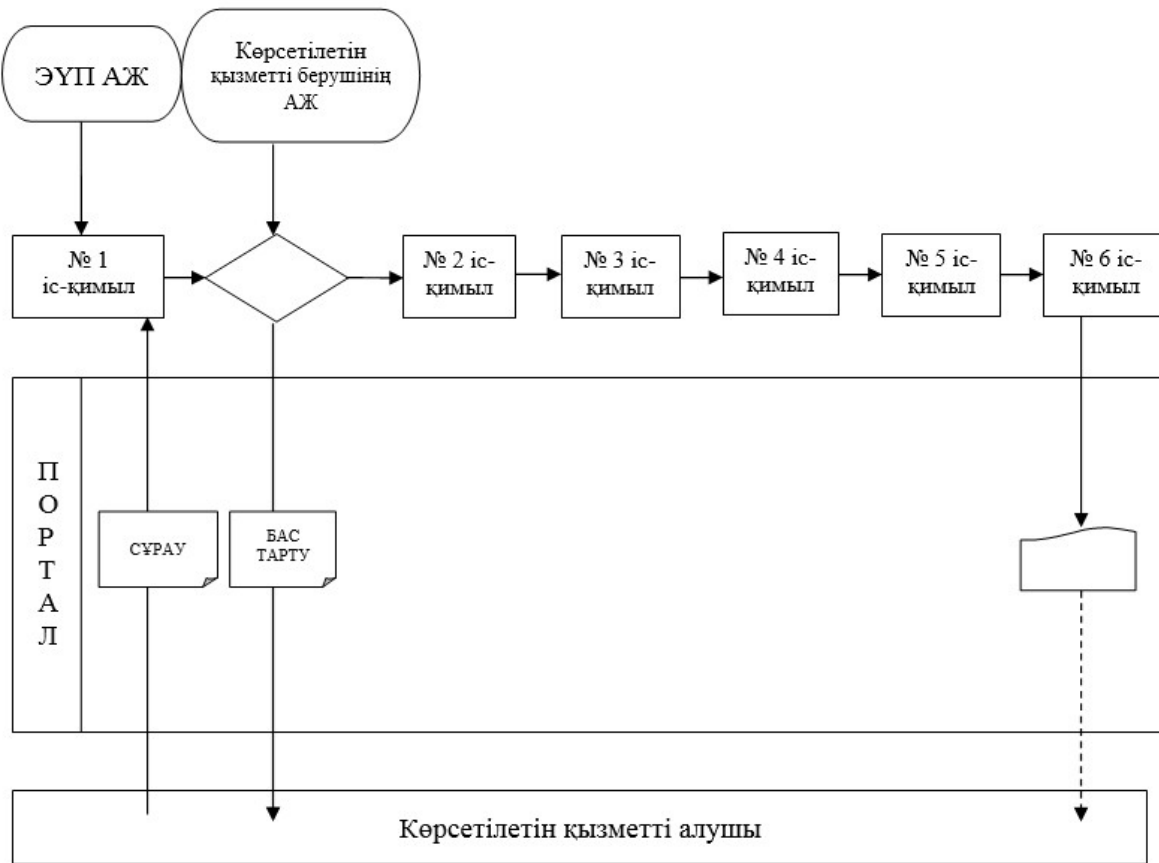 ЭҮП АЖ
Көрсетілетін
қызметті берушінің
АЖ
№ 1
іс-қимыл
№ 2 іс-
қимыл
№ 3 іс-
қимыл
№ 4 іс-
қимыл
№ 5 іс-
қимыл
№ 6 іс-
қимыл
П
О
Р
Т
А
Л
СҰРАУ
БАС
ТАРТУ
Көрсетілетін қызметті алушы